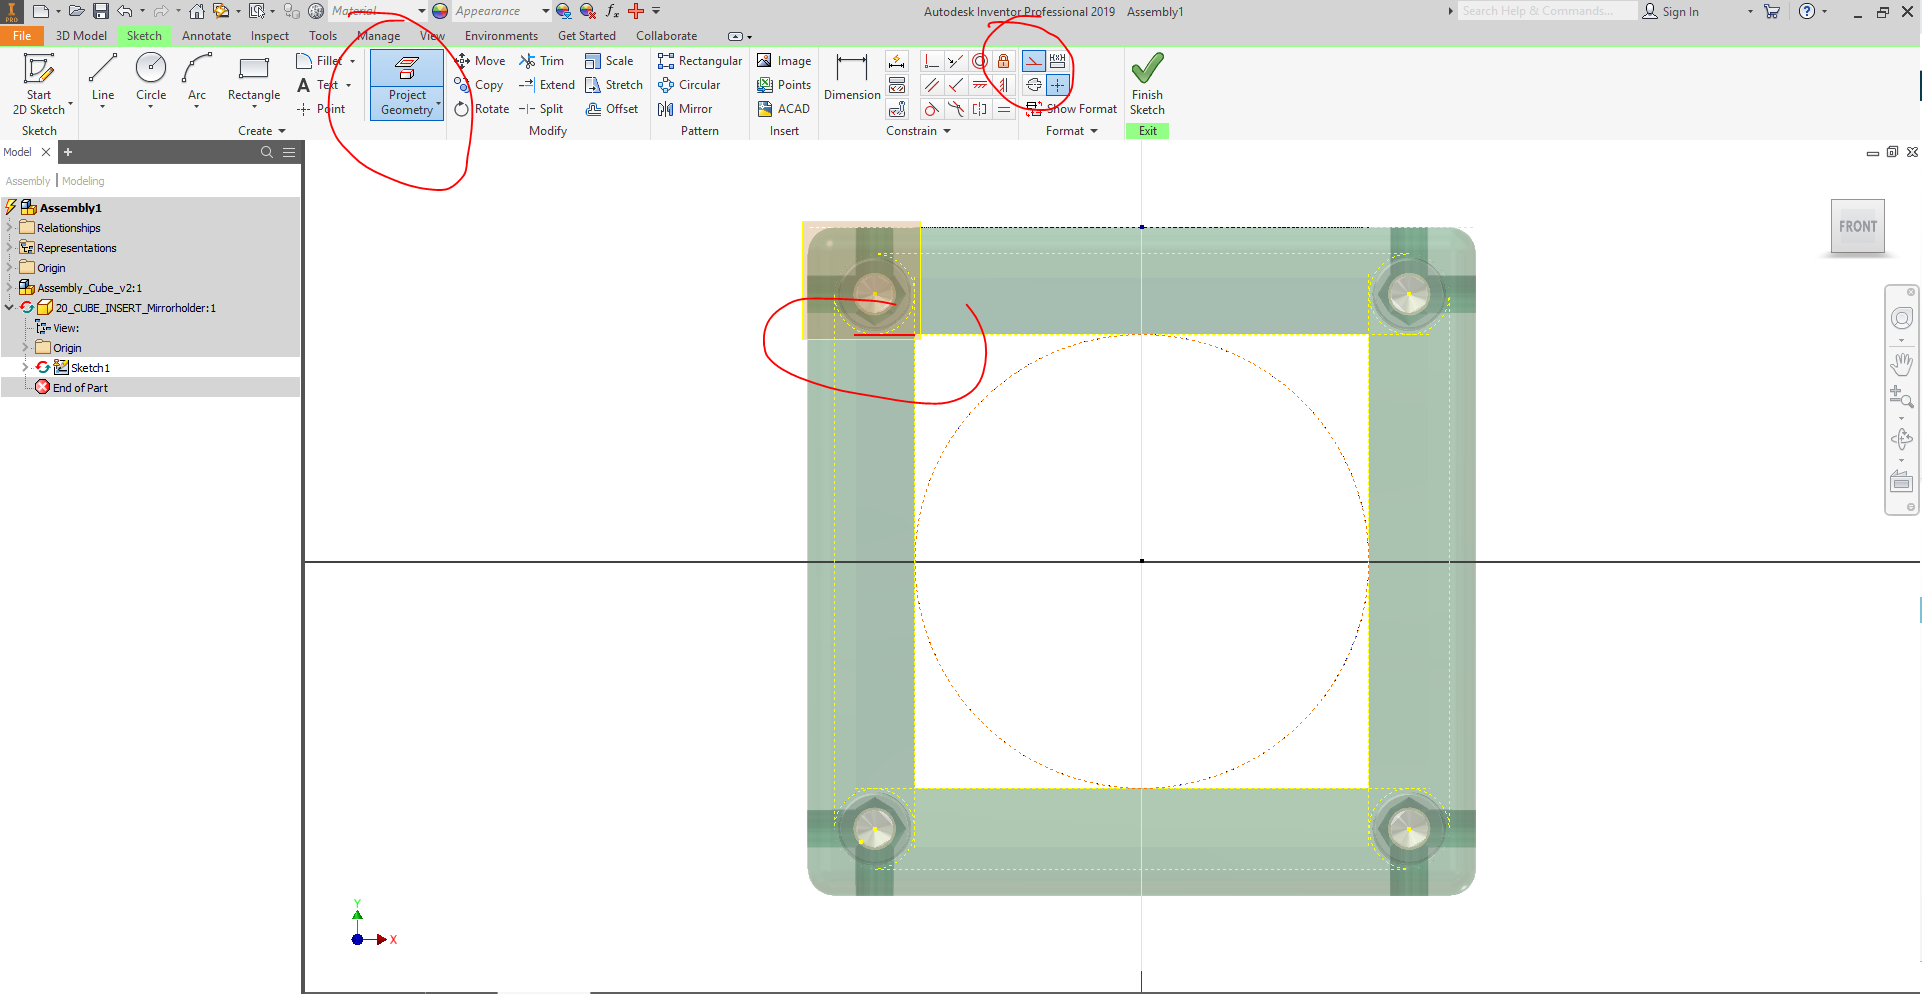 PRO
Material
Appearance
fx
Autodesk Inventor Professional 2019 Assembly1
Search Help & Commands...
Sign In
File
3D Model
Sketch
Annotate
Inspect
Tools
Manage
View
Environments
Get Started
Collaborate
Start
2D Sketch
Line
Circle
Arc
Rectangle
Fillet
A Text
Point
Project
Geometry
Move
Copy
Rotate
Trim
Extend
Split
Scale
Stretch
Offset
Rectangular
Circular
Mirror
Image
Points
ACAD
Dimension
Show Format
Finish
Sketch
Sketch
Create
Modify
Pattern
Insert
Constrain
Format
Exit
Model
Assembly
Modeling
Assembly1
Relationships
Representations
Origin
Assembly_Cube_v2:1
20_CUBE_INSERT_Mirrorholder:1
View:
Origin
Sketch1
End of Part
FRONT
Y
X